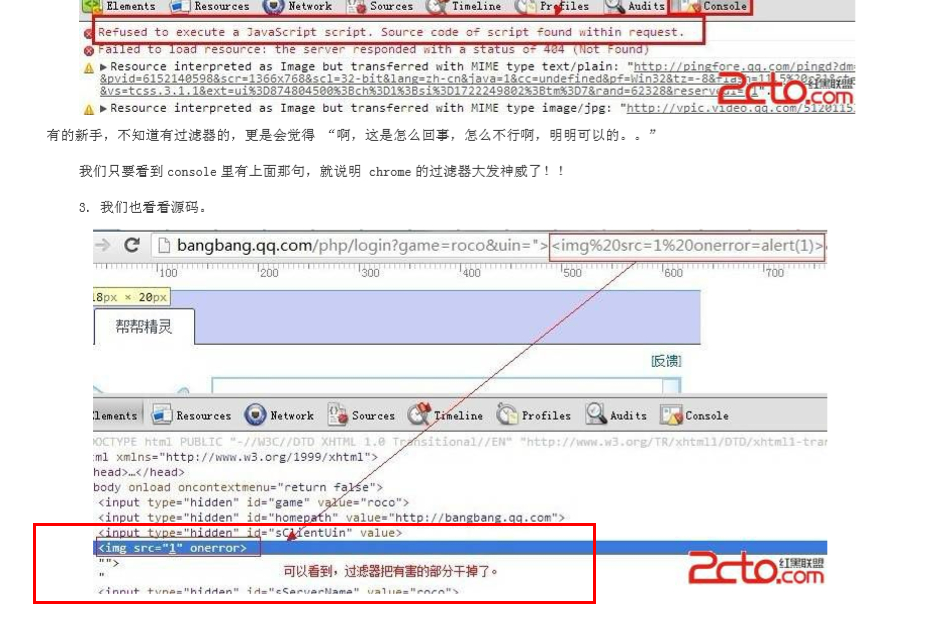 Elements Resources Network Sources Timeline Profiles Audits Console
Refused to execute a JavaScript script. Source code of script found within request.
Failed to load resource: the server responded with a status of 404 (Not Found)
▶Resource interpreted as Image but transferred with MIME type text/plain: "http://pingfore.qq.com/pingd?dm=
&pvid=6152140598&scr=1366x768&scl=32-bit&lang=zh-cn&java=1&cc=undefined&pf=Win32&tz=-8&flash=
&vs=tcss.3.1.1&ext=ui%3D874804500%3Bch%3D1%3Bsi%3D1722249802%3Btm%3D7&rand=62328&reserve
▶Resource interpreted as Image but transferred with MIME type image/jpg: "http://vpic.video.qq.com/5120115
2cto.com 红黑联盟
有的新手，不知道有过滤器的，更是会觉得 “啊，这是怎么回事，怎么不行啊，明明可以的。。”
我们只要看到 console 里有上面那句，就说明 chrome 的过滤器大发神威了！！
3. 我们也看看源码。
bangbang.qq.com/php/login?game=roco&uin="><img%20src=1%20onerror=alert(1)>
100 200 300 400 500 600 700
18px × 20px
帮帮精灵
[反馈]
lements Resources Network Sources Timeline Profiles Audits Console
OCTYPE html PUBLIC "-//W3C//DTD XHTML 1.0 Transitional//EN" "http://www.w3.org/TR/xhtml1/DTD/xhtml1-tran
ml xmlns="http://www.w3.org/1999/xhtml">
head>…</head>
body onload oncontextmenu="return false">
<input type="hidden" id="game" value="roco">
<input type="hidden" id="homepath" value="http://bangbang.qq.com">
<input type="hidden" id="sClientUin" value>
<img src="1" onerror>
"">
"
可以看到，过滤器把有害的部分干掉了。
<input type="hidden" id="sServerName" value="roco">
2cto.com 红黑联盟